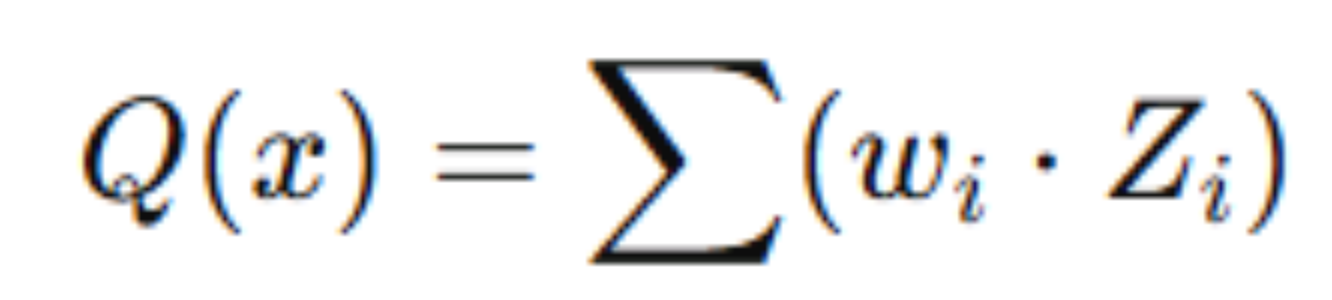 Q(x) = ∑(wᵢ · Zᵢ)